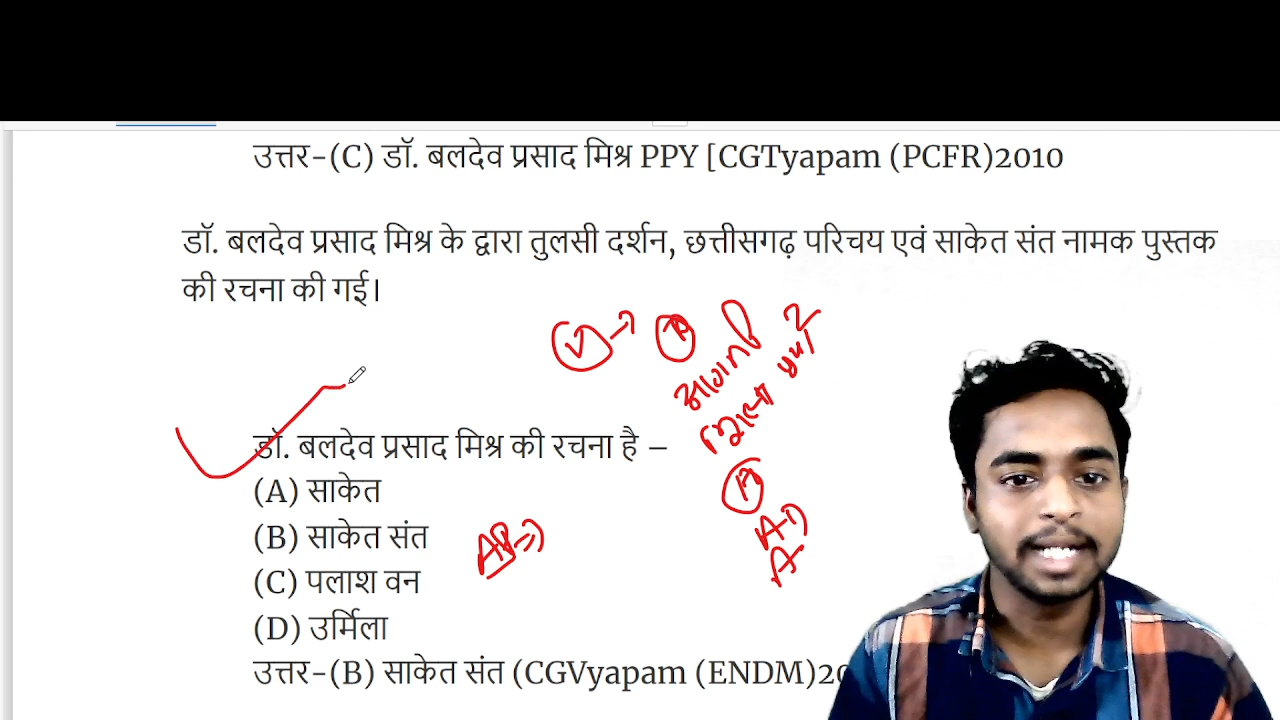 उत्तर-(C) डॉ. बलदेव प्रसाद मिश्र PPY [CGTyapam (PCFR)2010
डॉ. बलदेव प्रसाद मिश्र के द्वारा तुलसी दर्शन, छत्तीसगढ़ परिचय एवं साकेत संत नामक पुस्तक
की रचना की गई।
डॉ. बलदेव प्रसाद मिश्र की रचना है –
(A) साकेत
(B) साकेत संत
(C) पलाश वन
(D) उर्मिला
उत्तर-(B) साकेत संत (CGVyapam (ENDM)20